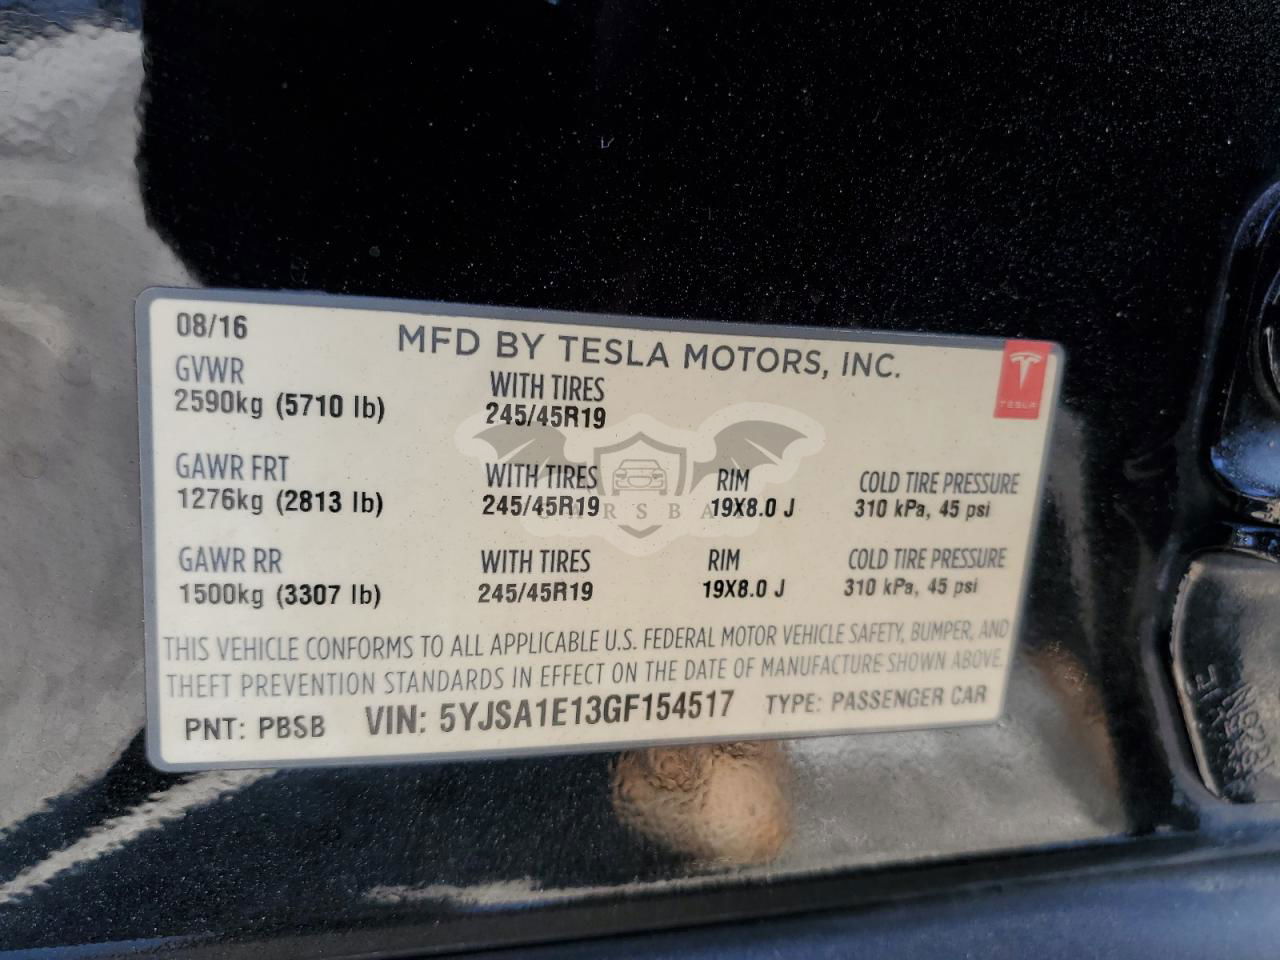 08/16
MFD BY TESLA MOTORS, INC.
GVWR
2590kg (5710 lb)
WITH TIRES
245/45R19
TESLA
GAWR FRT
1276kg (2813 lb)
WITH TIRES
245/45R19
RIM
19X8.0 J
COLD TIRE PRESSURE
310 kPa, 45 psi
GAWR RR
1500kg (3307 lb)
WITH TIRES
245/45R19
RIM
19X8.0 J
COLD TIRE PRESSURE
310 kPa, 45 psi
THIS VEHICLE CONFORMS TO ALL APPLICABLE U.S. FEDERAL MOTOR VEHICLE SAFETY, BUMPER, AND
THEFT PREVENTION STANDARDS IN EFFECT ON THE DATE OF MANUFACTURE SHOWN ABOVE.
PNT: PBSB VIN: 5YJSA1E13GF154517 TYPE: PASSENGER CAR